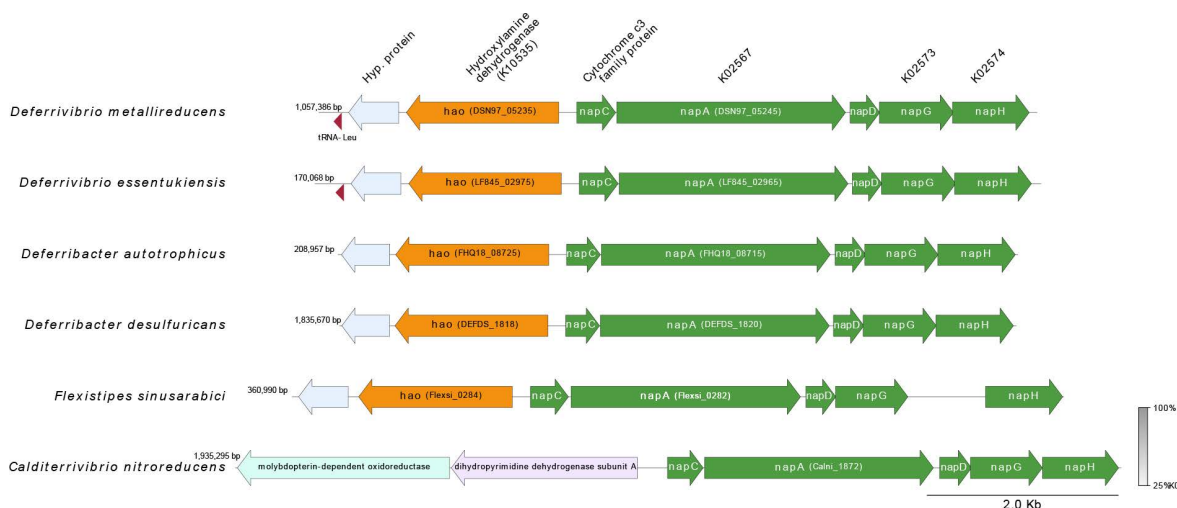 Hyp. protein
Hydroxylamine
dehydrogenase
(K10535)
Cytochrome c3
family protein
K02567
K02573
K02574
Deferrivibrio metallireducens
1,057,386 bp
tRNA- Leu
hao (DSN97_05235)
napC
napA (DSN97_05245)
napD
napG
napH
Deferrivibrio essentukiensis
170,068 bp
hao (LF845_02975)
napC
napA (LF845_02965)
napD
napG
napH
Deferribacter autotrophicus
208,957 bp
hao (FHQ18_08725)
napC
napA (FHQ18_08715)
napD
napG
napH
Deferribacter desulfuricans
1,835,670 bp
hao (DEFDS_1818)
napC
napA (DEFDS_1820)
napD
napG
napH
Flexistipes sinusarabici
360,990 bp
hao (Flexsi_0284)
napC
napA (Flexsi_0282)
napD
napG
napH
Calditerrivibrio nitroreducens
1,935,295 bp
molybdopterin-dependent oxidoreductase
dihydropyrimidine dehydrogenase subunit A
napC
napA (Calni_1872)
napD
napG
napH
100%
25%
2.0 Kb